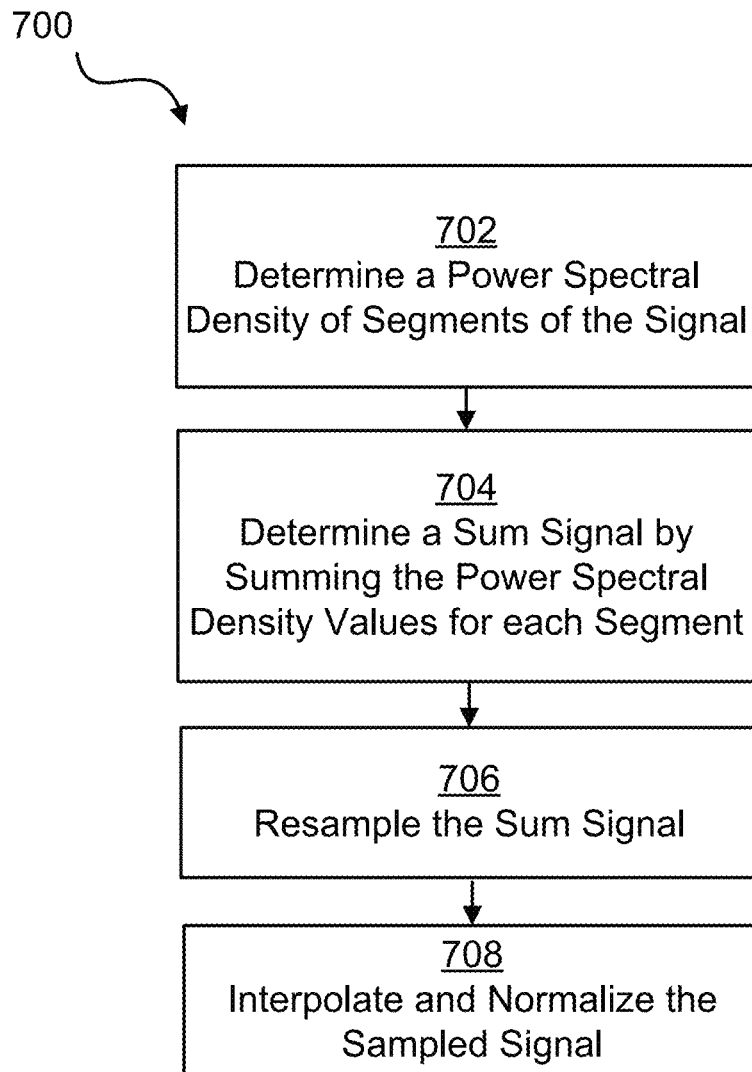 700
702
Determine a Power Spectral
Density of Segments of the Signal
704
Determine a Sum Signal by
Summing the Power Spectral
Density Values for each Segment
706
Resample the Sum Signal
708
Interpolate and Normalize the
Sampled Signal